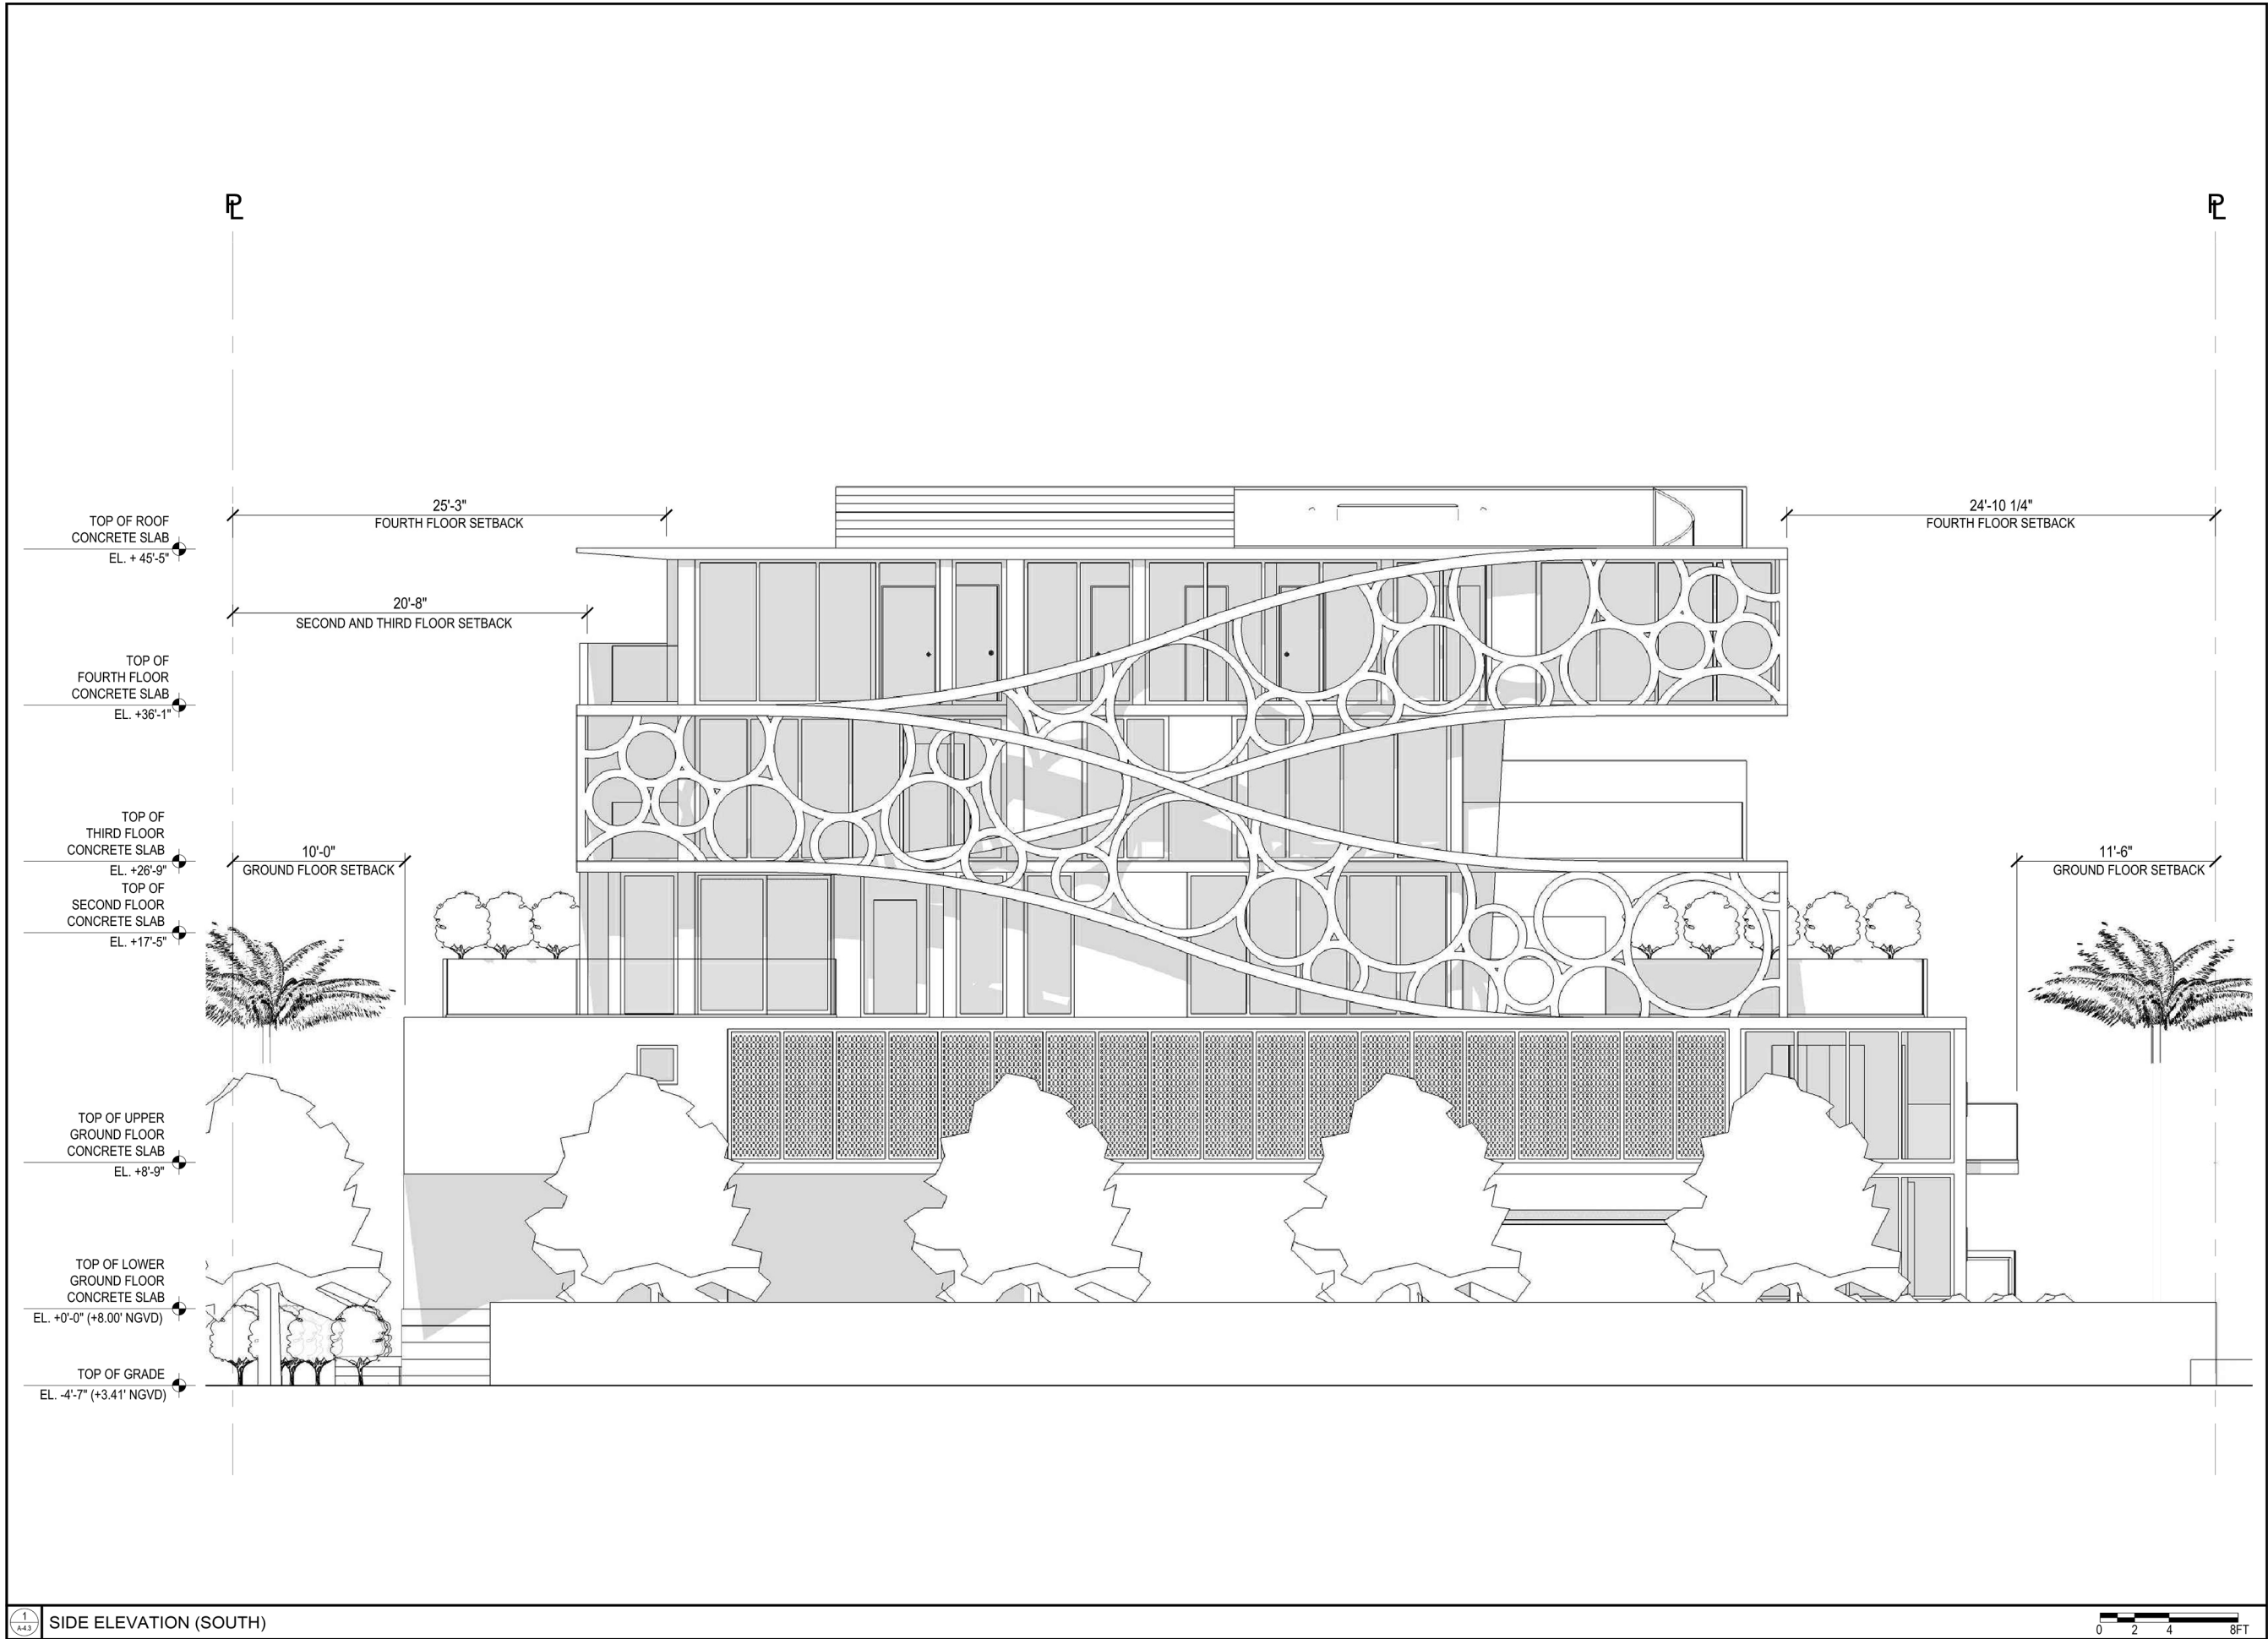 PL
PL
25'-3"
FOURTH FLOOR SETBACK
24'-10 1/4"
FOURTH FLOOR SETBACK
TOP OF ROOF
CONCRETE SLAB
EL. + 45'-5"
20'-8"
SECOND AND THIRD FLOOR SETBACK
TOP OF
FOURTH FLOOR
CONCRETE SLAB
EL. +36'-1"
TOP OF
THIRD FLOOR
CONCRETE SLAB
EL. +26'-9"
10'-0"
GROUND FLOOR SETBACK
11'-6"
GROUND FLOOR SETBACK
TOP OF
SECOND FLOOR
CONCRETE SLAB
EL. +17'-5"
TOP OF UPPER
GROUND FLOOR
CONCRETE SLAB
EL. +8'-9"
TOP OF LOWER
GROUND FLOOR
CONCRETE SLAB
EL. +0'-0" (+8.00' NGVD)
TOP OF GRADE
EL. -4'-7" (+3.41' NGVD)
1
A-4.3
SIDE ELEVATION (SOUTH)
0 2 4 8FT